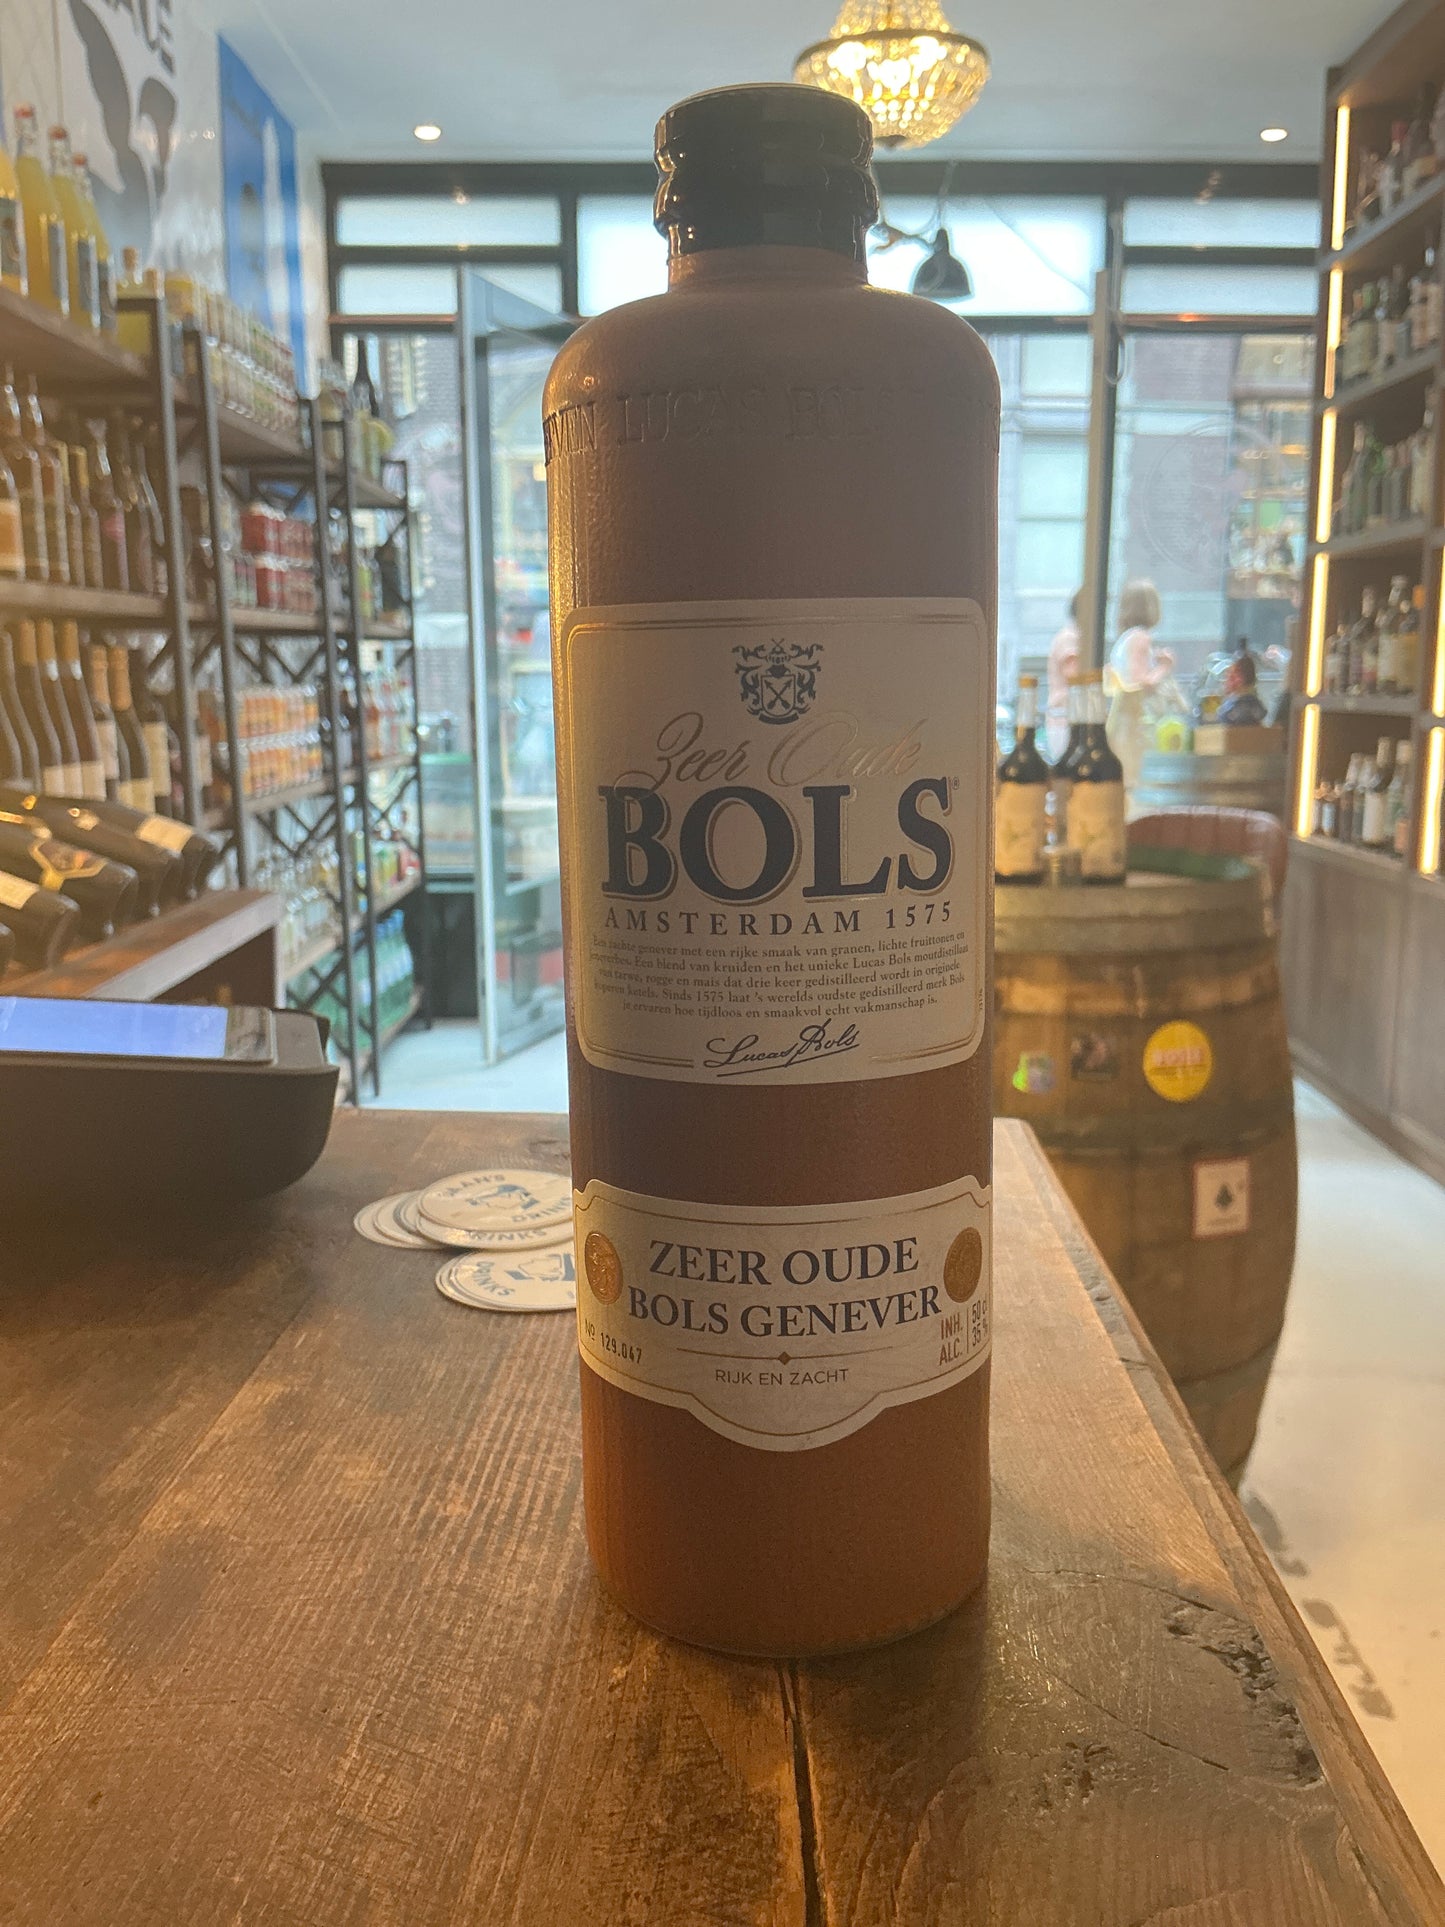 LUCAS BOLS
Zeer Oude
BOLS
AMSTERDAM 1575
Een zachte genever met een rijke smaak van granen, lichte fruittonen en
jeneverbes. Een blend van kruiden en het unieke Lucas Bols moutdistillaat
van tarwe, rogge en mais dat drie keer gedistilleerd wordt in originele
koperen ketels. Sinds 1575 laat 's werelds oudste gedistilleerd merk Bols
je ervaren hoe tijdloos en smaakvol echt vakmanschap is.
Lucas Bols
ZEER OUDE
BOLS GENEVER
Nº 129.047
INH. 50 c
ALC. 35 %
RIJK EN ZACHT
DRINKS
DRINKS